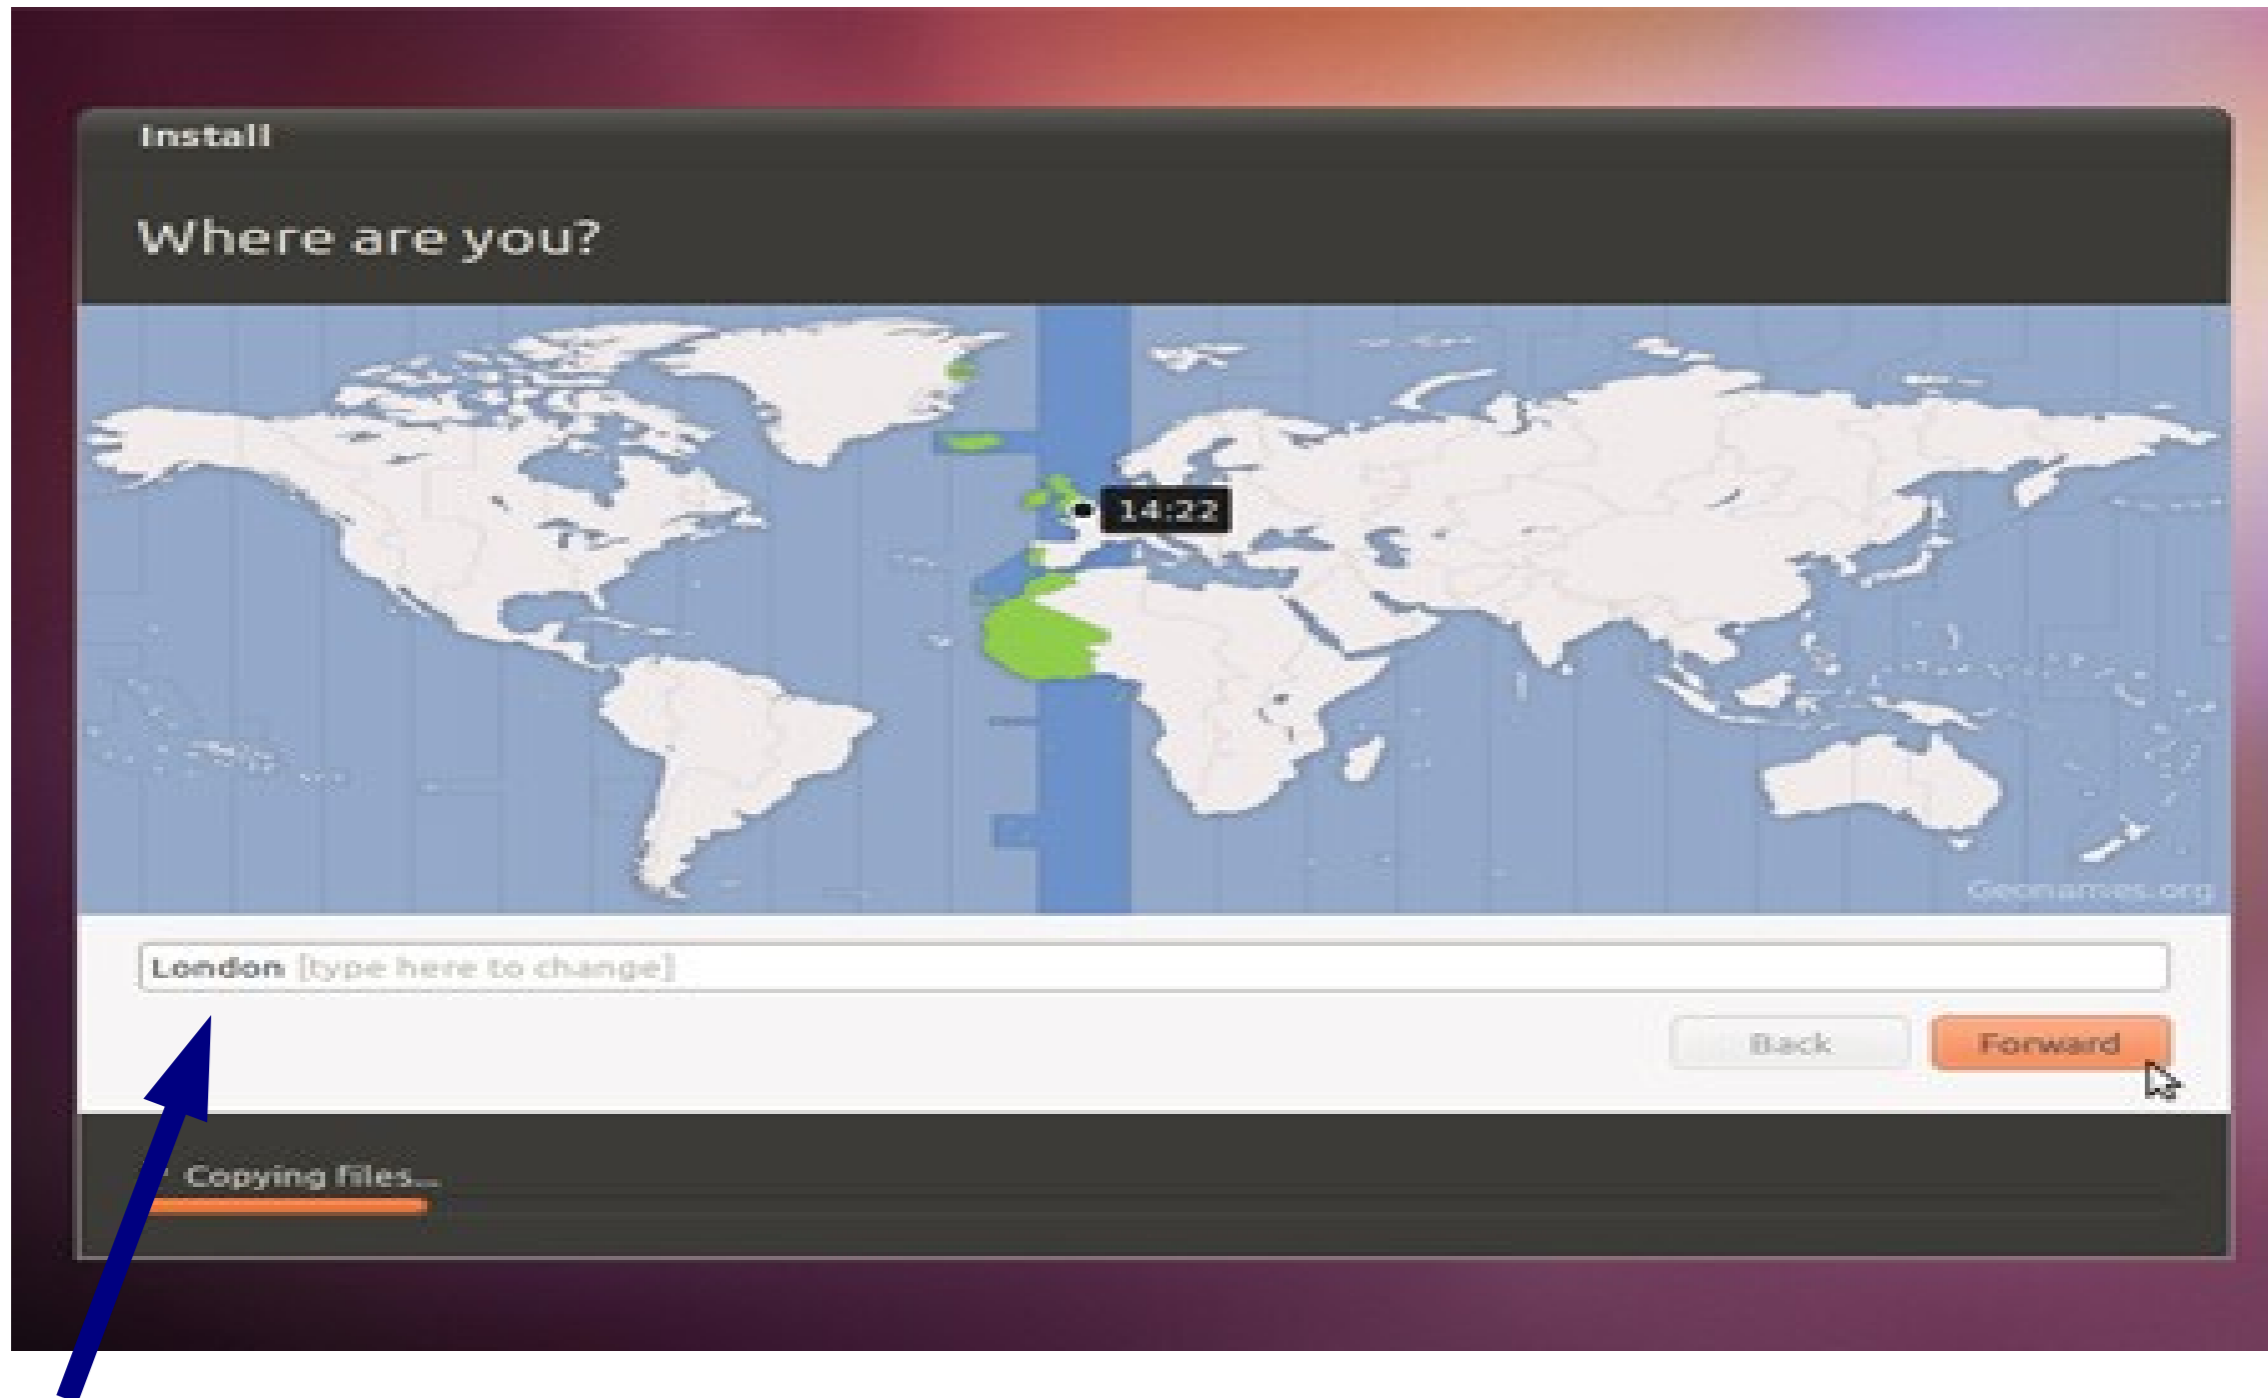 Install
Where are you?
14:22
Geonames.org
London [type here to change]
Back
Forward
Copying files...